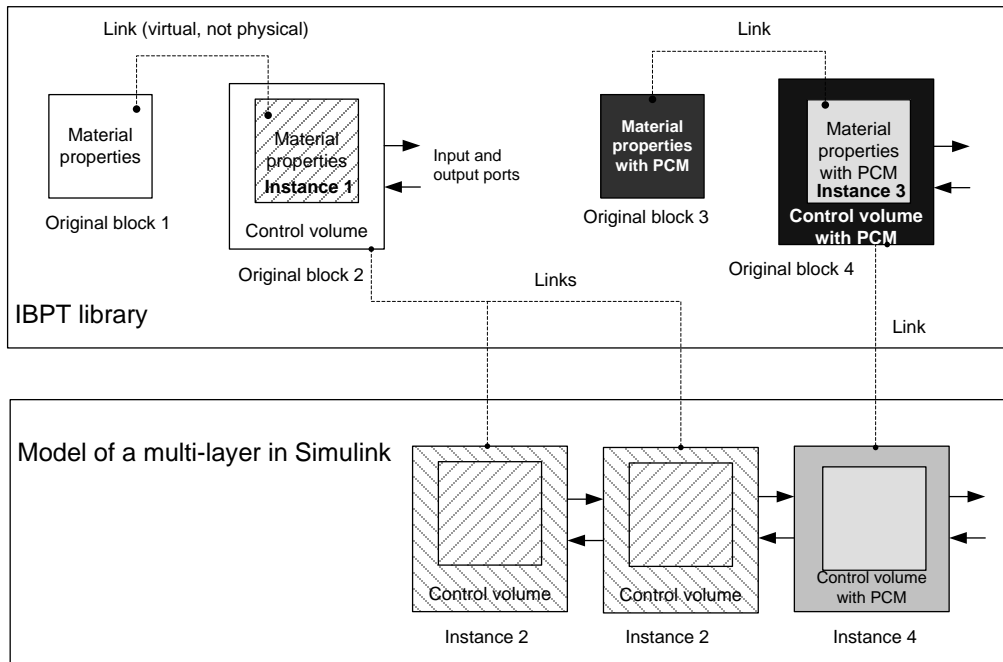 Link (virtual, not physical)
Link
Material
properties
Original block 1
Material
properties
Instance 1
Control volume
Original block 2
Input and
output ports
Material
properties
with PCM
Original block 3
Material
properties
with PCM
Instance 3
Control volume
with PCM
Original block 4
Links
Link
IBPT library
Model of a multi-layer in Simulink
Control volume
Instance 2
Control volume
Instance 2
Control volume
with PCM
Instance 4